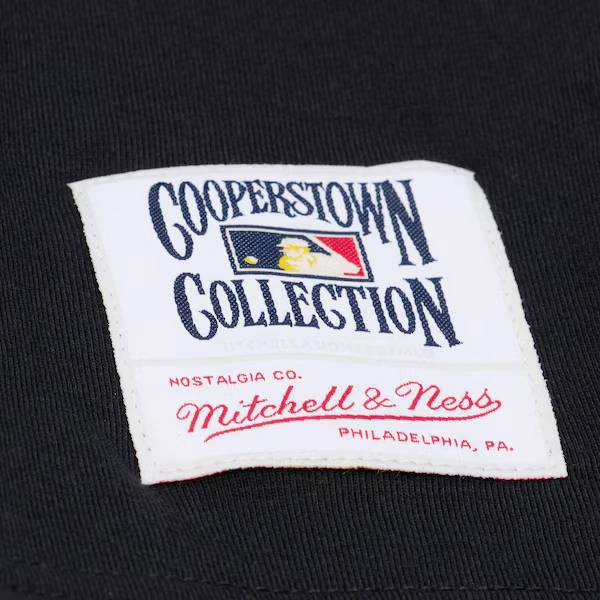 COOPERSTOWN
COLLECTION
NOSTALGIA CO.
Mitchell & Ness
PHILADELPHIA, PA.